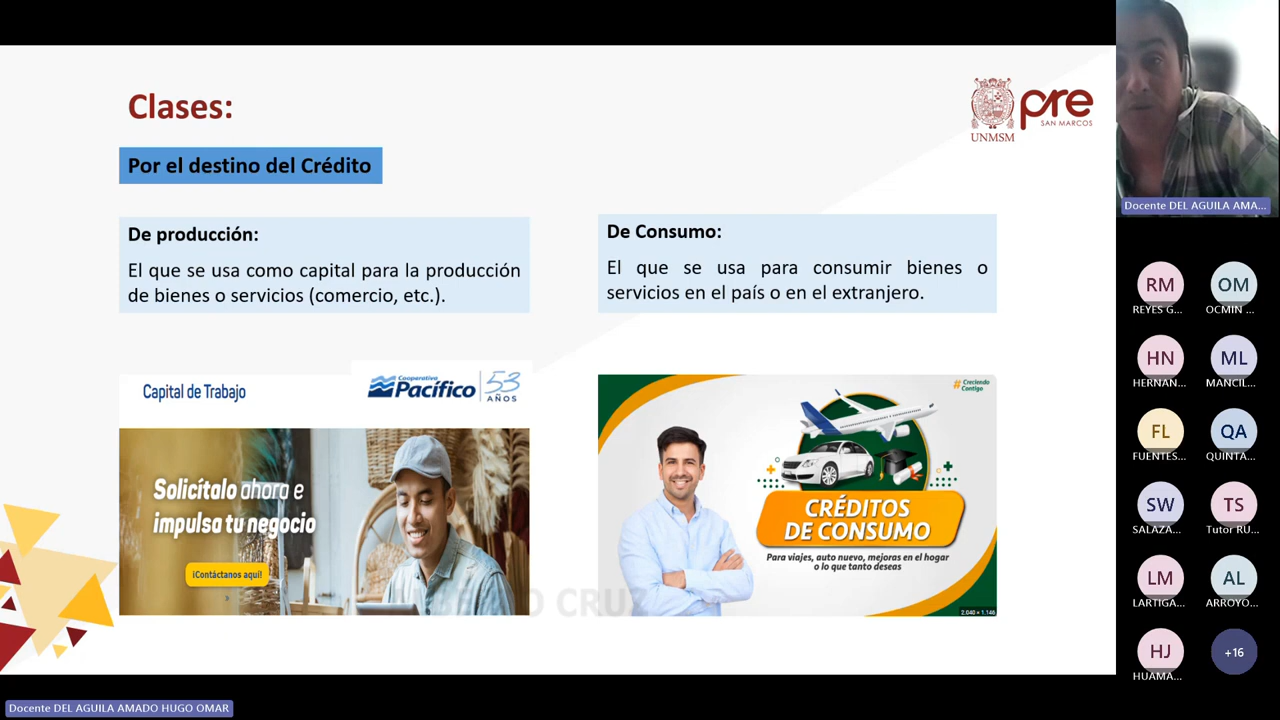 Clases:
UNMSM
pre
SAN MARCOS
Por el destino del Crédito
De producción:
El que se usa como capital para la producción
de bienes o servicios (comercio, etc.).
De Consumo:
El que se usa para consumir bienes o
servicios en el país o en el extranjero.
Capital de Trabajo
Cooperativa
Pacífico
53
AÑOS
Solicítalo ahora e
impulsa tu negocio
¡Contáctanos aquí!
#Creciendo
Contigo
CRÉDITOS
DE CONSUMO
Para viajes, auto nuevo, mejoras en el hogar
o lo que tanto deseas
2.040 × 1.146
CRUZ
Docente DEL AGUILA AMA...
RM
REYES G...
OM
OCMIN ...
HN
HERNAN...
ML
MANCIL...
FL
FUENTES...
QA
QUINTA...
SW
SALAZA...
TS
Tutor RU...
LM
LARTIGA...
AL
ARROYO...
HJ
HUAMA...
+16
Docente DEL AGUILA AMADO HUGO OMAR